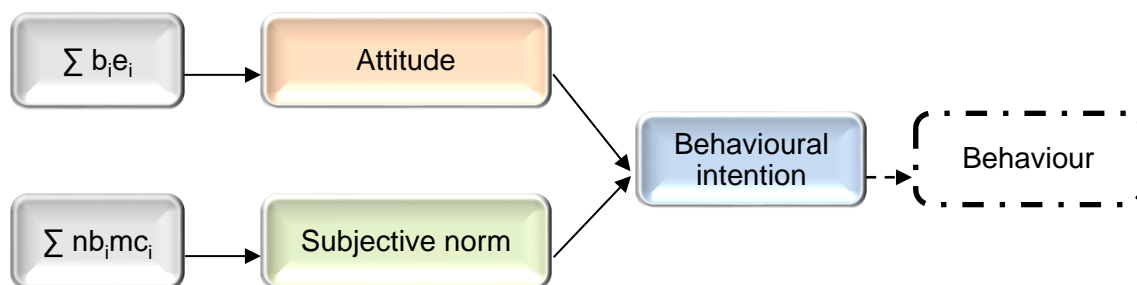 ∑ bᵢeᵢ
Attitude
Behavioural
intention
Behaviour
∑ nbᵢmcᵢ
Subjective norm